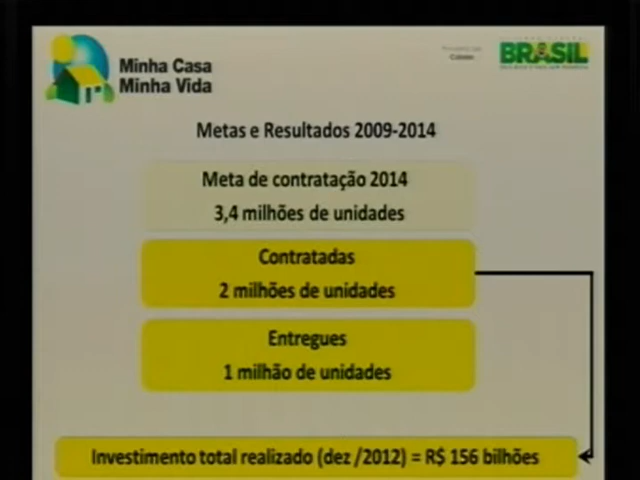 Minha Casa
Minha Vida
BRASIL
Metas e Resultados 2009-2014
Meta de contratação 2014
3,4 milhões de unidades
Contratadas
2 milhões de unidades
Entregues
1 milhão de unidades
Investimento total realizado (dez /2012) = R$ 156 bilhões